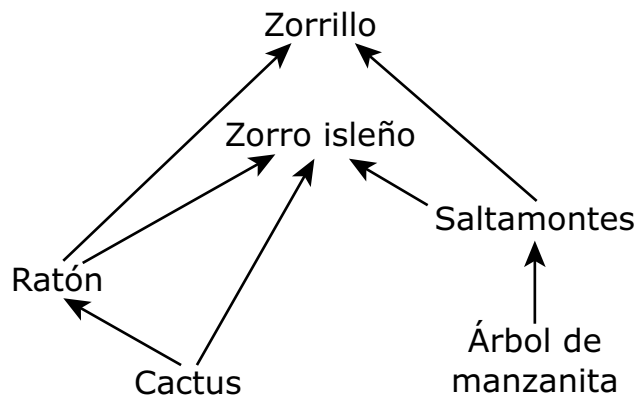 Zorrillo
Zorro isleño
Saltamontes
Ratón
Árbol de
manzanita
Cactus